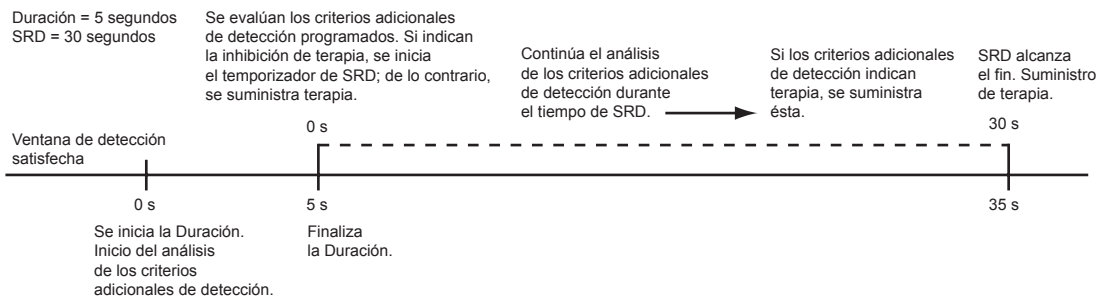 Duración = 5 segundos
SRD = 30 segundos
Se evalúan los criterios adicionales
de detección programados. Si indican
la inhibición de terapia, se inicia
el temporizador de SRD; de lo contrario,
se suministra terapia.
Continúa el análisis
de los criterios adicionales
de detección durante
el tiempo de SRD.
Si los criterios adicionales
de detección indican
terapia, se suministra
ésta.
SRD alcanza
el fin. Suministro
de terapia.
Ventana de detección
satisfecha
0 s
30 s
0 s
5 s
35 s
Se inicia la Duración.
Inicio del análisis
de los criterios
adicionales de detección.
Finaliza
la Duración.